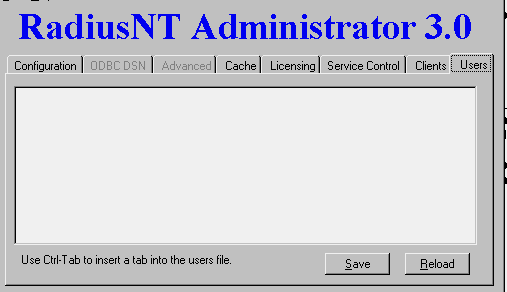 RadiusNT Administrator 3.0
Configuration ODBC DSN Advanced Cache Licensing Service Control Clients Users
Use Ctrl-Tab to insert a tab into the users file. Save Reload